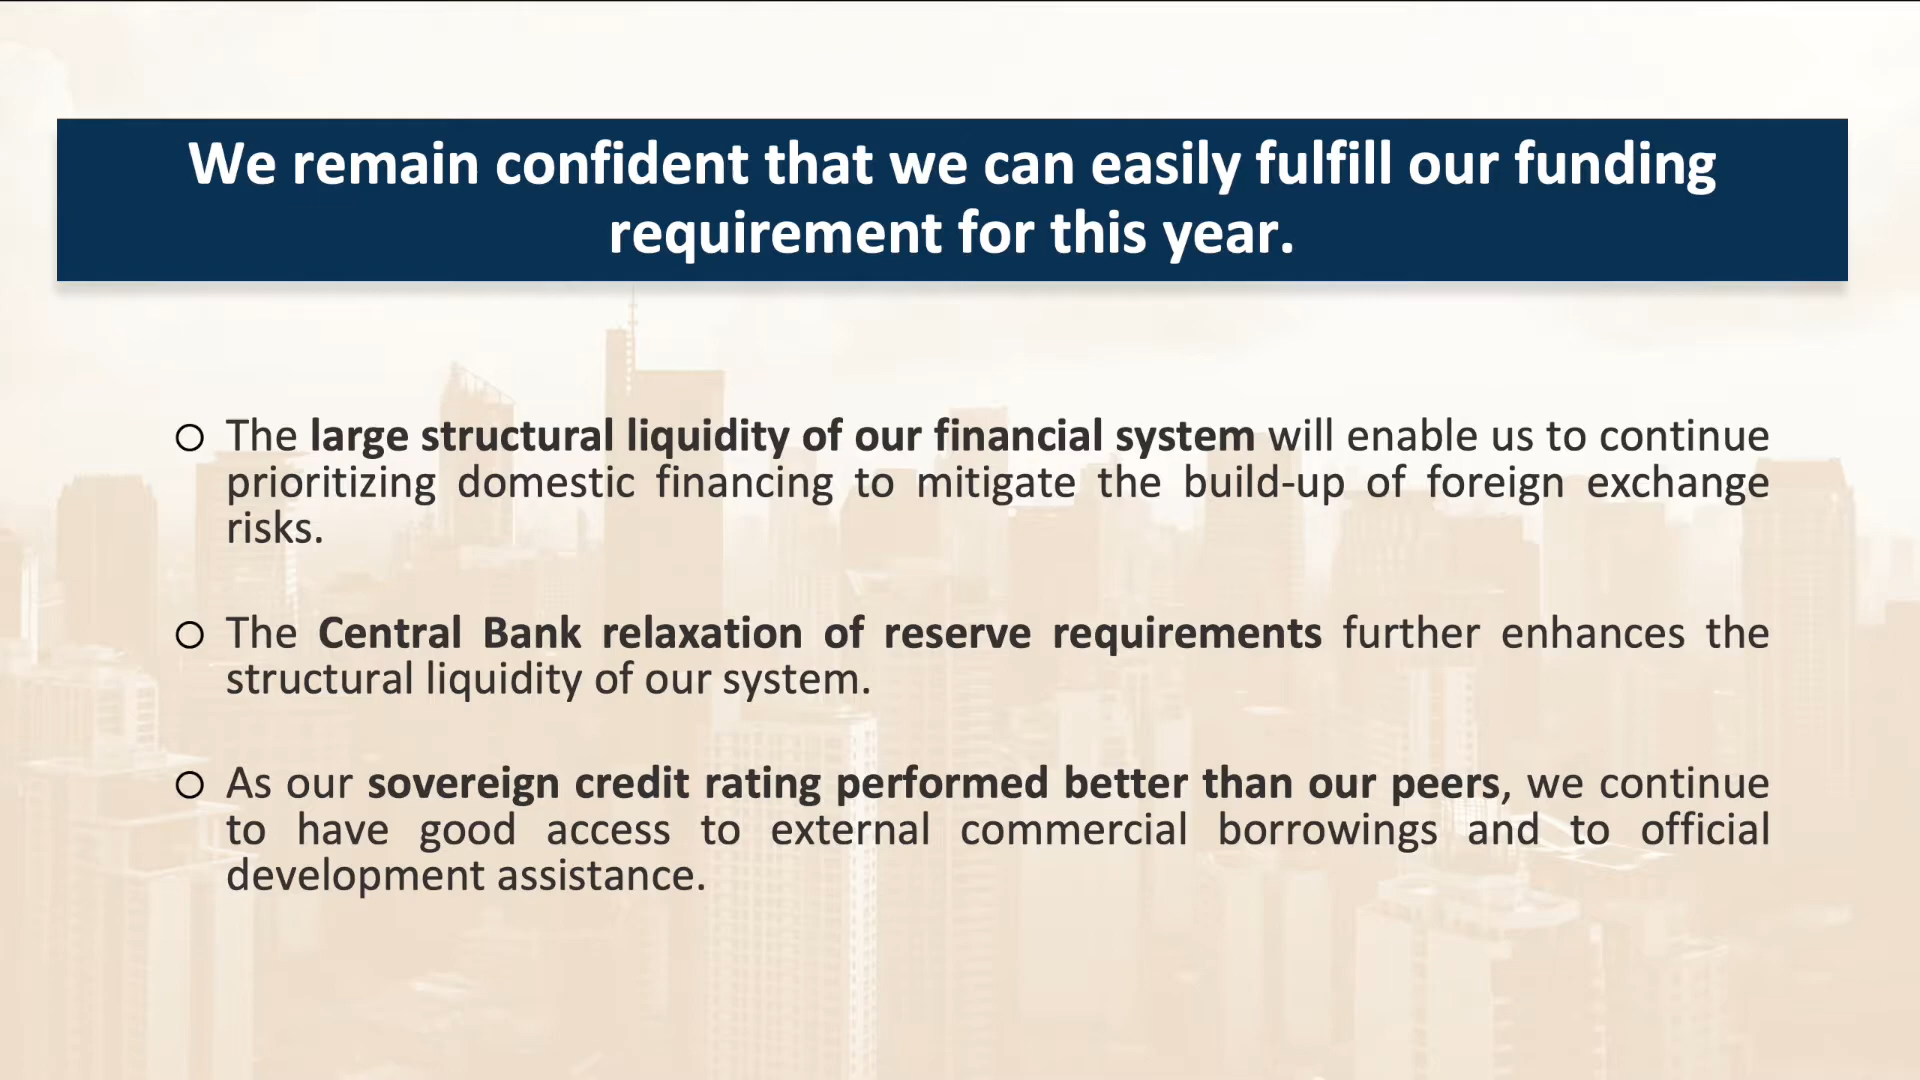 We remain confident that we can easily fulfill our funding
requirement for this year.
○ The large structural liquidity of our financial system will enable us to continue
prioritizing domestic financing to mitigate the build-up of foreign exchange
risks.
○ The Central Bank relaxation of reserve requirements further enhances the
structural liquidity of our system.
○ As our sovereign credit rating performed better than our peers, we continue
to have good access to external commercial borrowings and to official
development assistance.